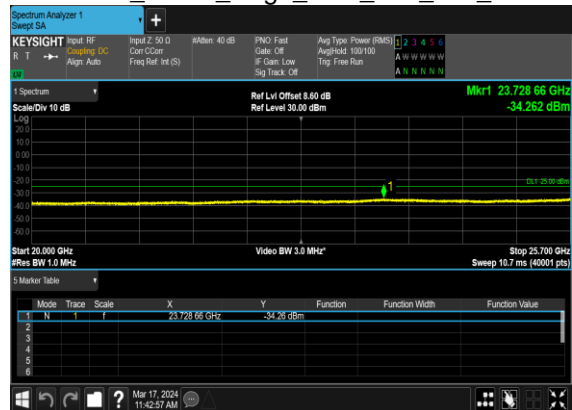 Spectrum Analyzer 1
Swept SA
KEYSIGHT Input: RF Input Z: 50 Ω #Atten: 40 dB PNO: Fast Avg Type: Power (RMS) 1 2 3 4 5 6
R T Coupling: DC Corr CCorr Gate: Off Avg|Hold: 100/100 A W W W W W
Align: Auto Freq Ref: Int (S) IF Gain: Low Trig: Free Run
Sig Track: Off A N N N N N
1 Spectrum Ref Lvl Offset 8.60 dB Mkr1 23.728 66 GHz
Scale/Div 10 dB Ref Level 30.00 dBm -34.262 dBm
Log
20.0
10.0
0.00
-10.0
-20.0
DL1 -25.00 dBm
1
-30.0
-40.0
-50.0
-60.0
Start 20.000 GHz Video BW 3.0 MHz* Stop 25.700 GHz
#Res BW 1.0 MHz Sweep 10.7 ms (40001 pts)
5 Marker Table
Mode Trace Scale X Y Function Function Width Function Value
1 N 1 f 23.728 66 GHz -34.26 dBm
2
3
4
5
6
? Mar 17, 2024
11:42:57 AM